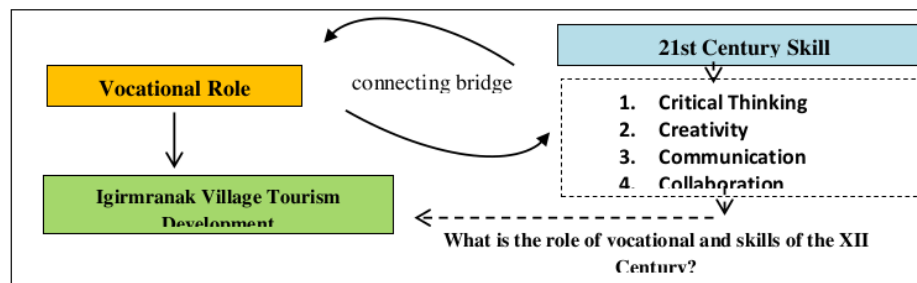 21st Century Skill
Vocational Role
connecting bridge
1. Critical Thinking
2. Creativity
3. Communication
4. Collaboration
Igirmranak Village Tourism
Development
What is the role of vocational and skills of the XII
Century?